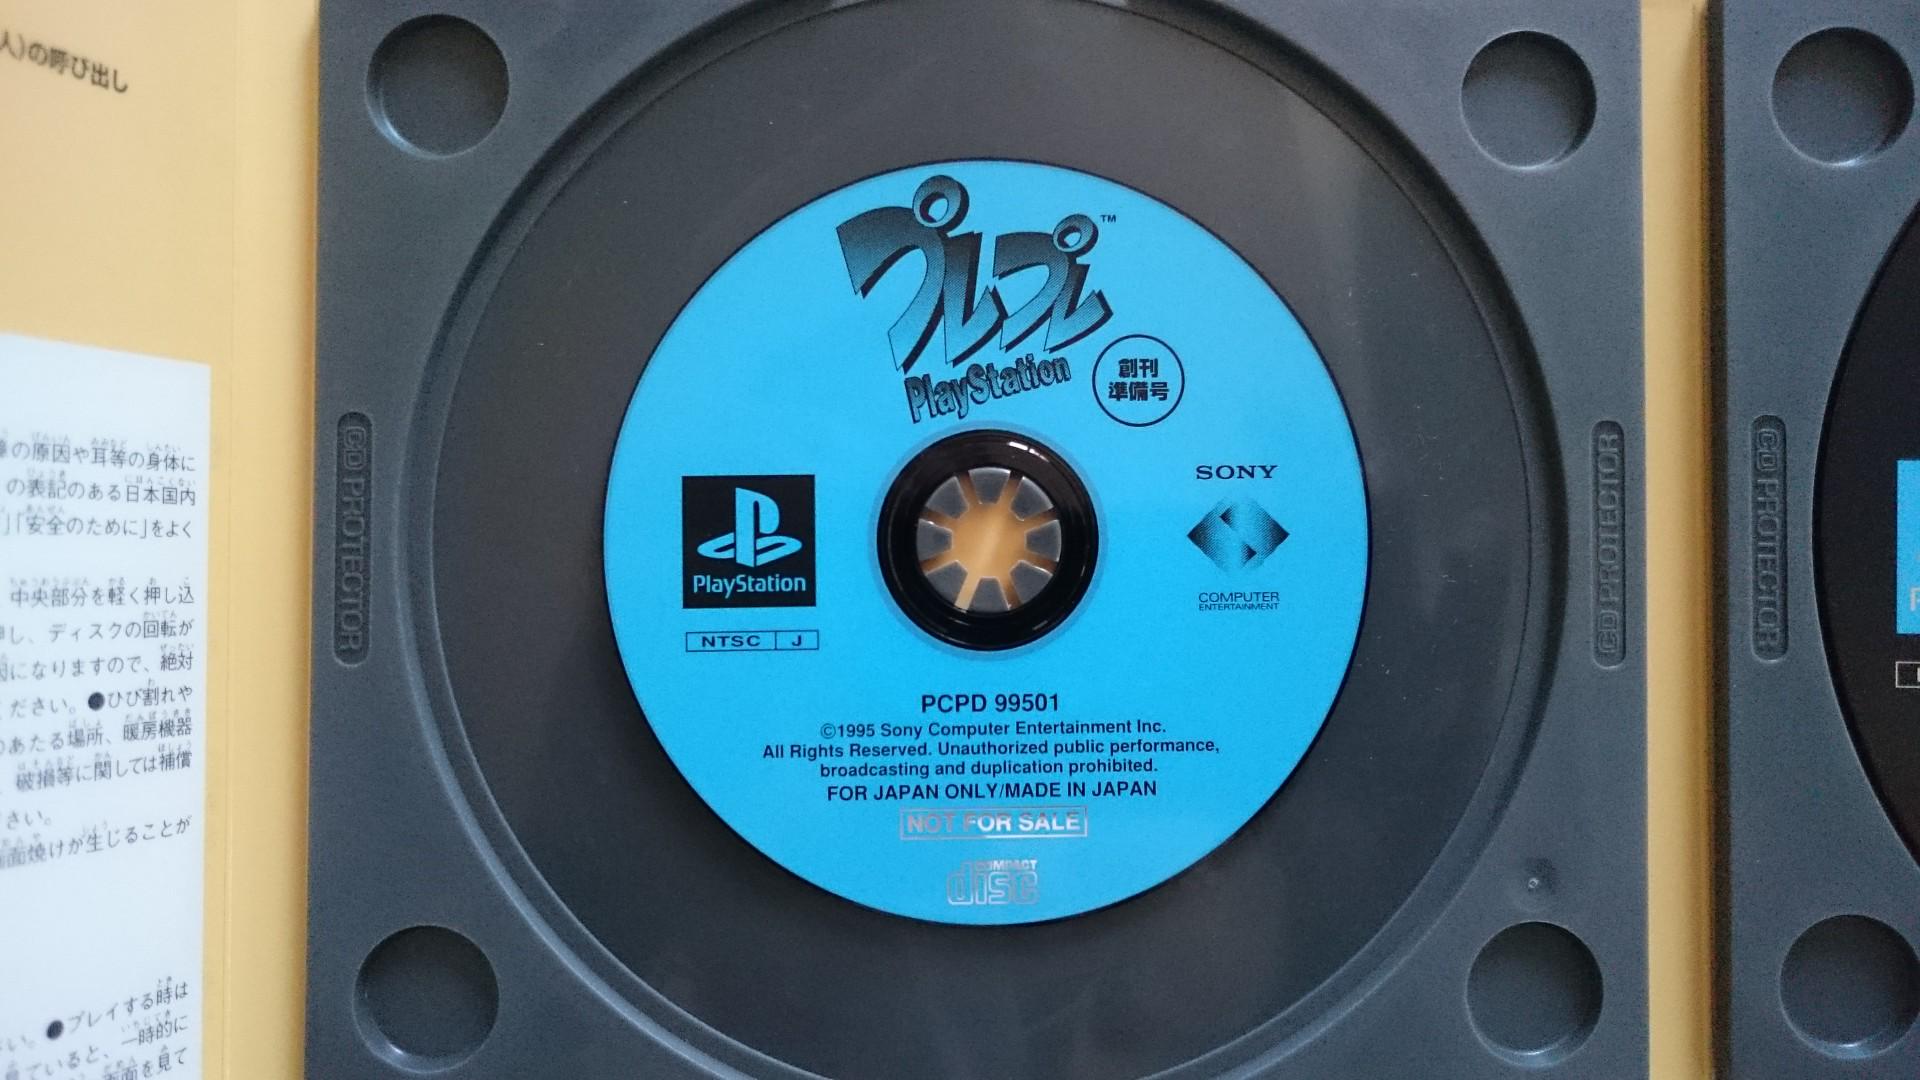 人)の呼び出し
の原因や耳等の身体に
の表記のある日本国内
」「安全のために」をよく
中央部分を軽く押し込
し、ディスクの回転が
になりますので、絶対
ださい。●ひび割れや
のあたる場所、暖房機器
破損等に関しては補償
さい。
画面焼けが生じることが
い。●プレイする時は
見ていると、一時的に
画面を見て
CD PROTECTOR
プレプレ™
PlayStation
創刊
準備号
PlayStation
NTSC J
SONY
COMPUTER
ENTERTAINMENT
PCPD 99501
©1995 Sony Computer Entertainment Inc.
All Rights Reserved. Unauthorized public performance,
broadcasting and duplication prohibited.
FOR JAPAN ONLY/MADE IN JAPAN
NOT FOR SALE
COMPACT
disc
CD PROTECTOR
CD PROTECTOR